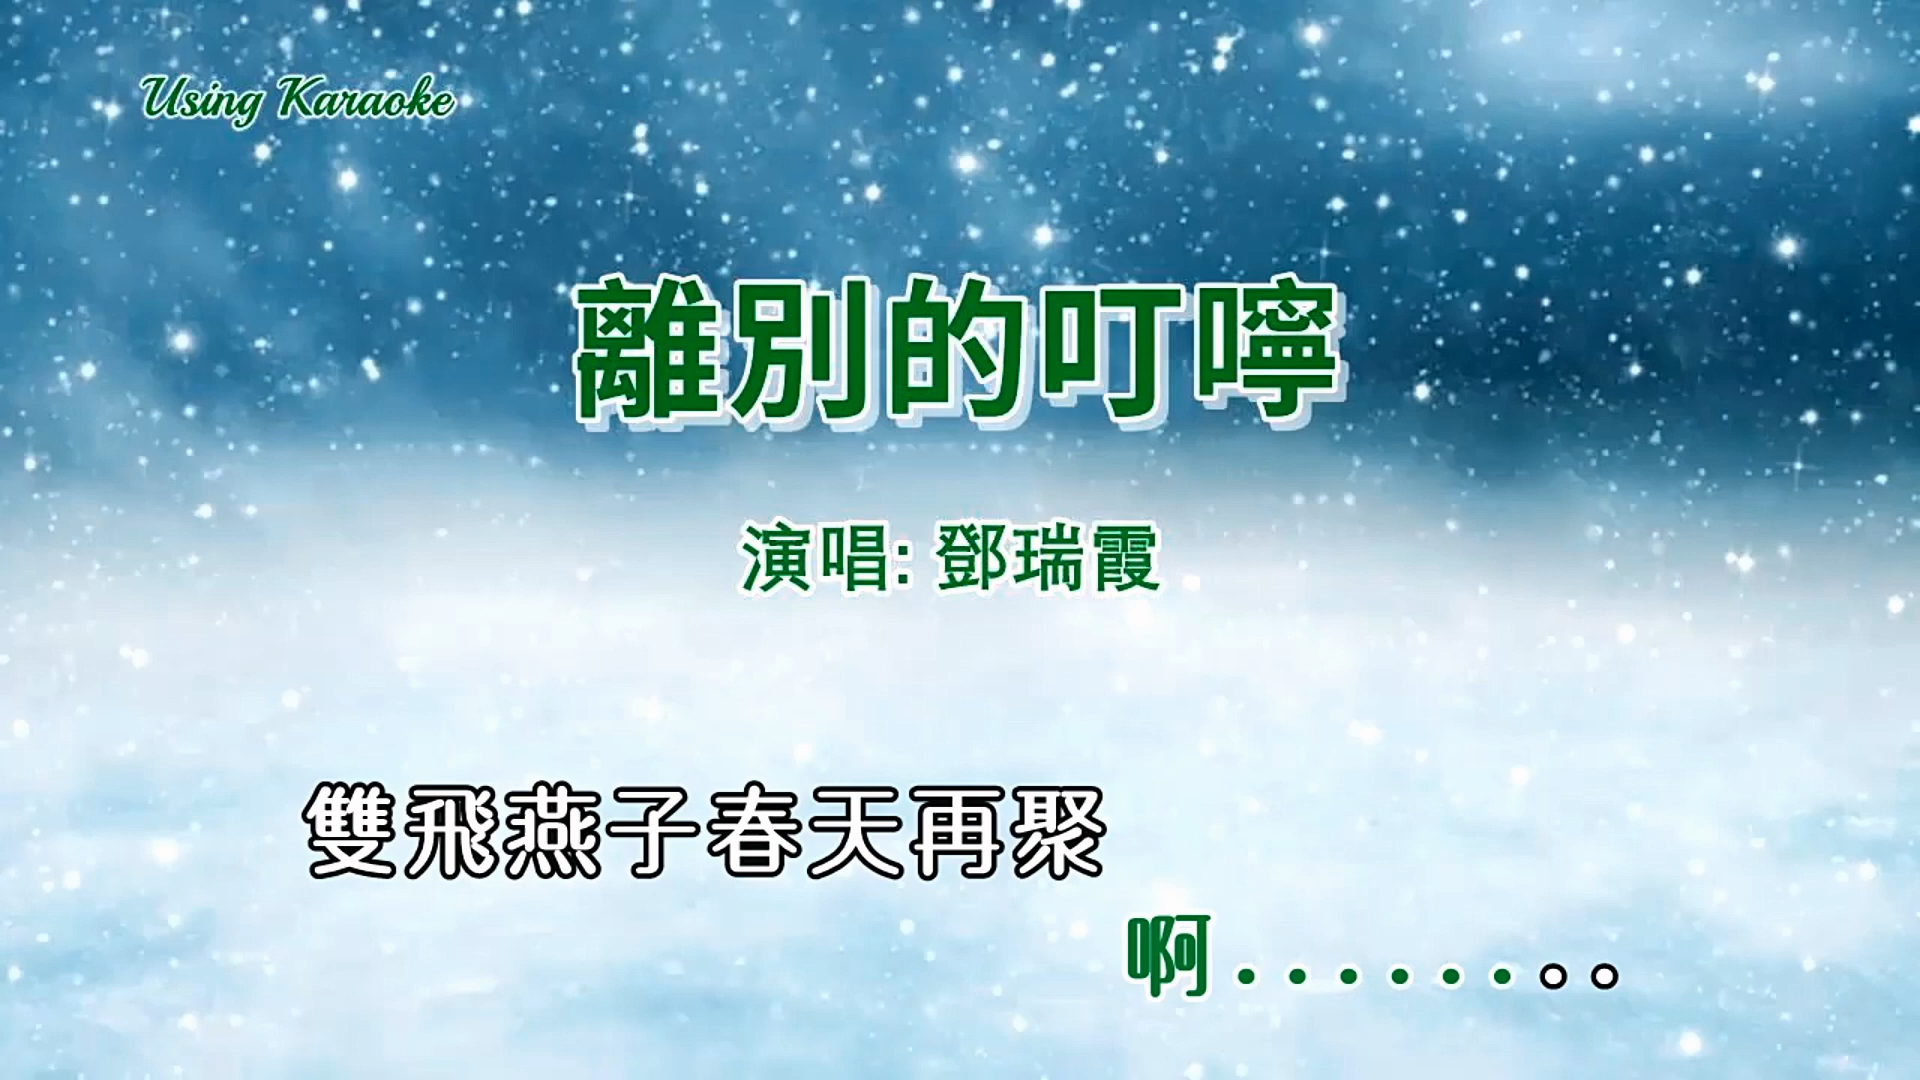 Using Karaoke
離別的叮嚀
演唱: 鄧瑞霞
雙飛燕子春天再聚
啊. . . . . . . .